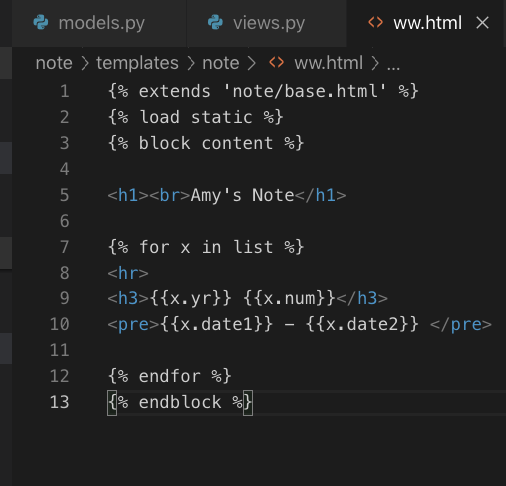 models.py views.py ww.html
note templates note ww.html ...
1 {% extends 'note/base.html' %}
2 {% load static %}
3 {% block content %}
4
5 <h1><br>Amy's Note</h1>
6
7 {% for x in list %}
8 <hr>
9 <h3>{{x.yr}} {{x.num}}</h3>
10 <pre>{{x.date1}} – {{x.date2}} </pre>
11
12 {% endfor %}
13 {% endblock %}